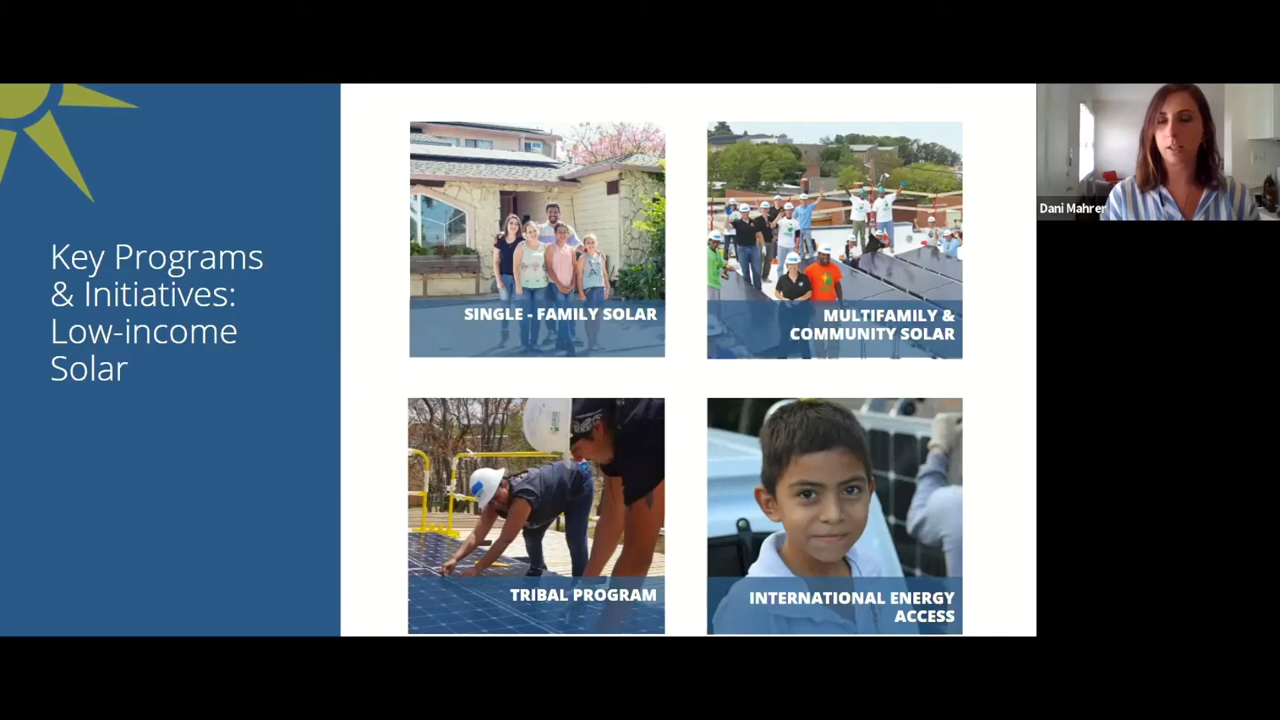 Key Programs
& Initiatives:
Low-income
Solar
SINGLE - FAMILY SOLAR
MULTIFAMILY &
COMMUNITY SOLAR
TRIBAL PROGRAM
INTERNATIONAL ENERGY
ACCESS
Dani Mahrer